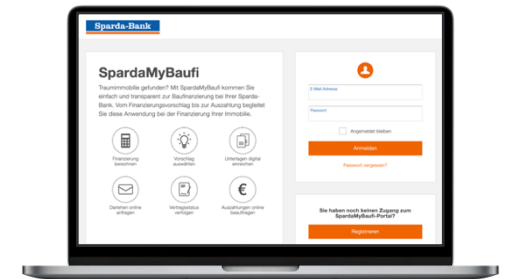 Sparda-Bank
SpardaMyBaufi
Traumimmobilie gefunden? Mit SpardaMyBaufi kommen Sie
einfach und transparent zur Baufinanzierung bei Ihrer Sparda-
Bank. Vom Finanzierungsvorschlag bis zur Auszahlung begleitet
Sie diese Anwendung bei der Finanzierung Ihrer Immobilie.
Finanzierung
berechnen
Vorschlag
auswählen
Unterlagen digital
einreichen
Darlehen online
anfragen
Vertragsstatus
verfolgen
€
Auszahlungen online
beauftragen
E-Mail Adresse
Passwort
Angemeldet bleiben
Anmelden
Passwort vergessen?
Sie haben noch keinen Zugang zum
SpardaMyBaufi-Portal?
Registrieren